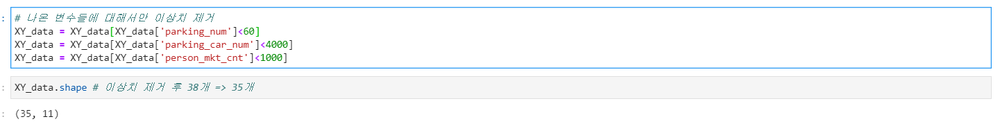 # 나온 변수들에 대해서만 이상치 제거
XY_data = XY_data[XY_data['parking_num']<60]
XY_data = XY_data[XY_data['parking_car_num']<4000]
XY_data = XY_data[XY_data['person_mkt_cnt']<1000]
XY_data.shape # 이상치 제거 후 38개 => 35개
(35, 11)